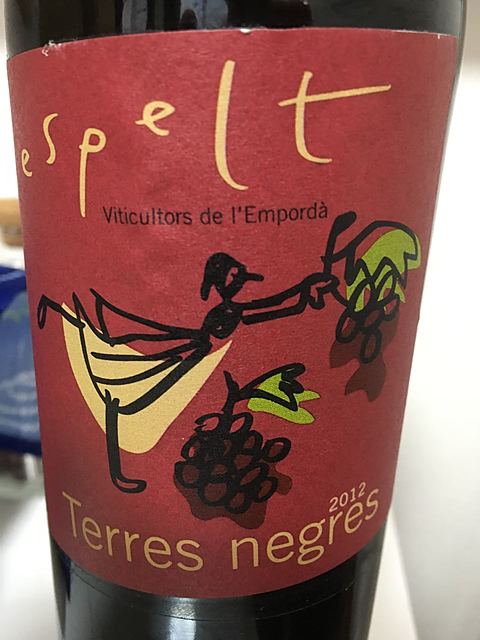 espelt
Viticultors de l'Empordà
2012
Terres negres